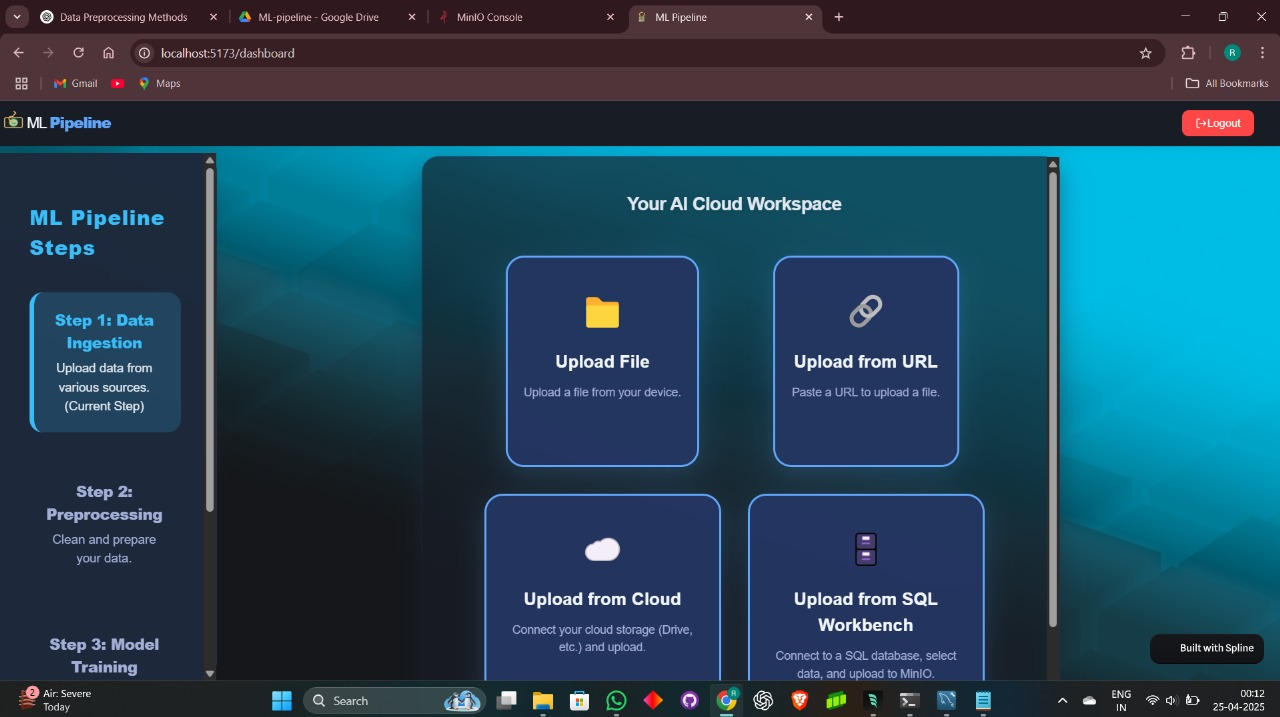 Data Preprocessing Methods
ML-pipeline - Google Drive
MinIO Console
ML Pipeline
localhost:5173/dashboard
R
Gmail
Maps
All Bookmarks
ML Pipeline
Logout
ML Pipeline
Steps
Step 1: Data
Ingestion
Upload data from
various sources.
(Current Step)
Step 2:
Preprocessing
Clean and prepare
your data.
Step 3: Model
Training
Your AI Cloud Workspace
Upload File
Upload a file from your device.
Upload from URL
Paste a URL to upload a file.
Upload from Cloud
Connect your cloud storage (Drive,
etc.) and upload.
Upload from SQL
Workbench
Connect to a SQL database, select
data, and upload to MinIO.
Built with Spline
2
Air: Severe
Today
Search
R
ENG
IN
00:12
25-04-2025